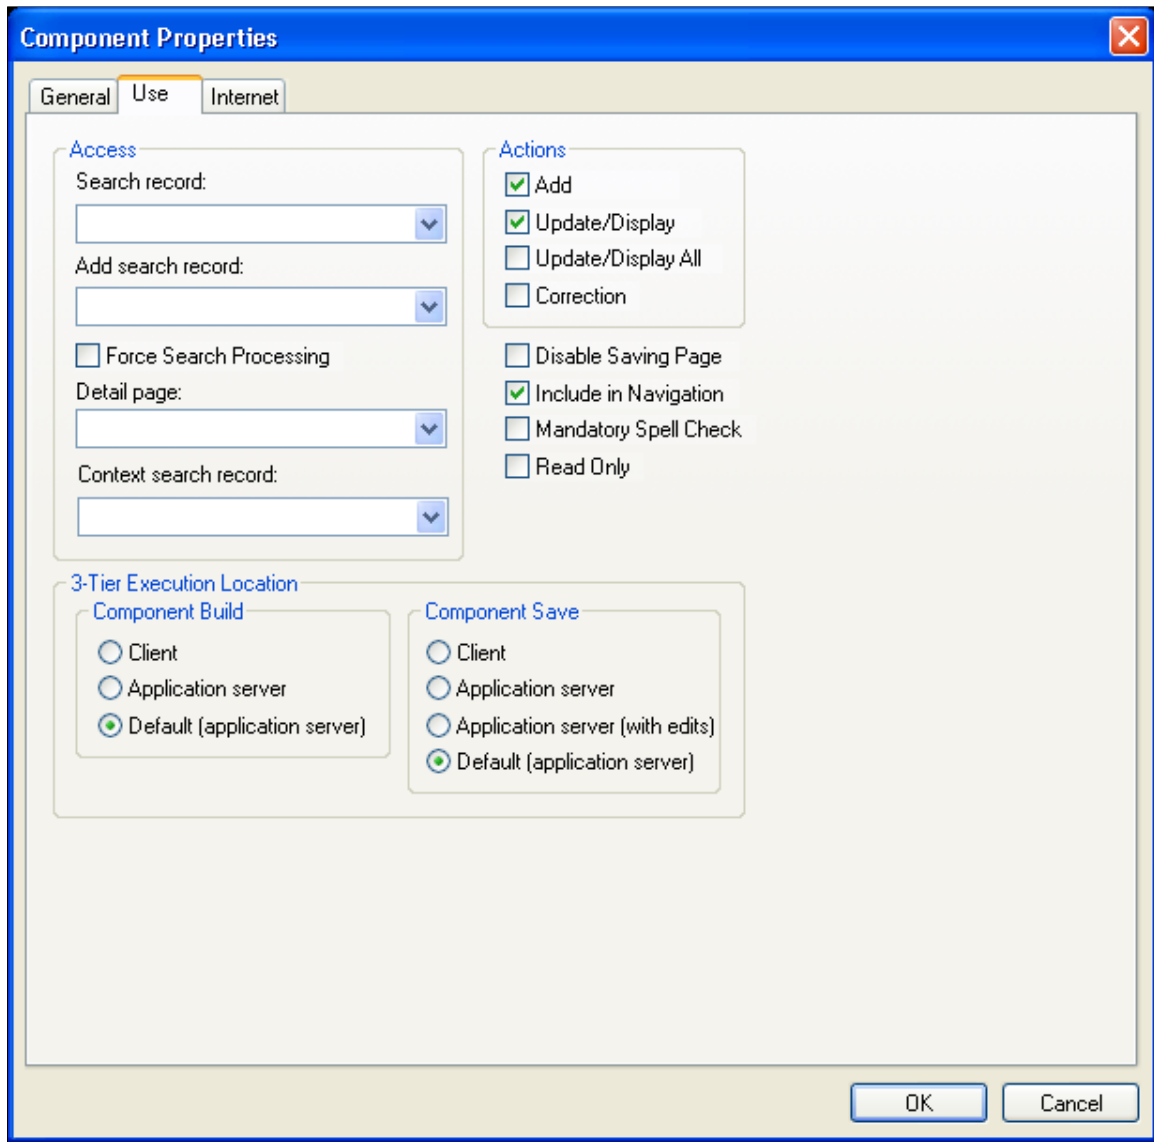 Component Properties
General Use Internet
Access
Search record:
Add search record:
Force Search Processing
Detail page:
Context search record:
Actions
Add
Update/Display
Update/Display All
Correction
Disable Saving Page
Include in Navigation
Mandatory Spell Check
Read Only
3-Tier Execution Location
Component Build
Client
Application server
Default (application server)
Component Save
Client
Application server
Application server (with edits)
Default (application server)
OK Cancel